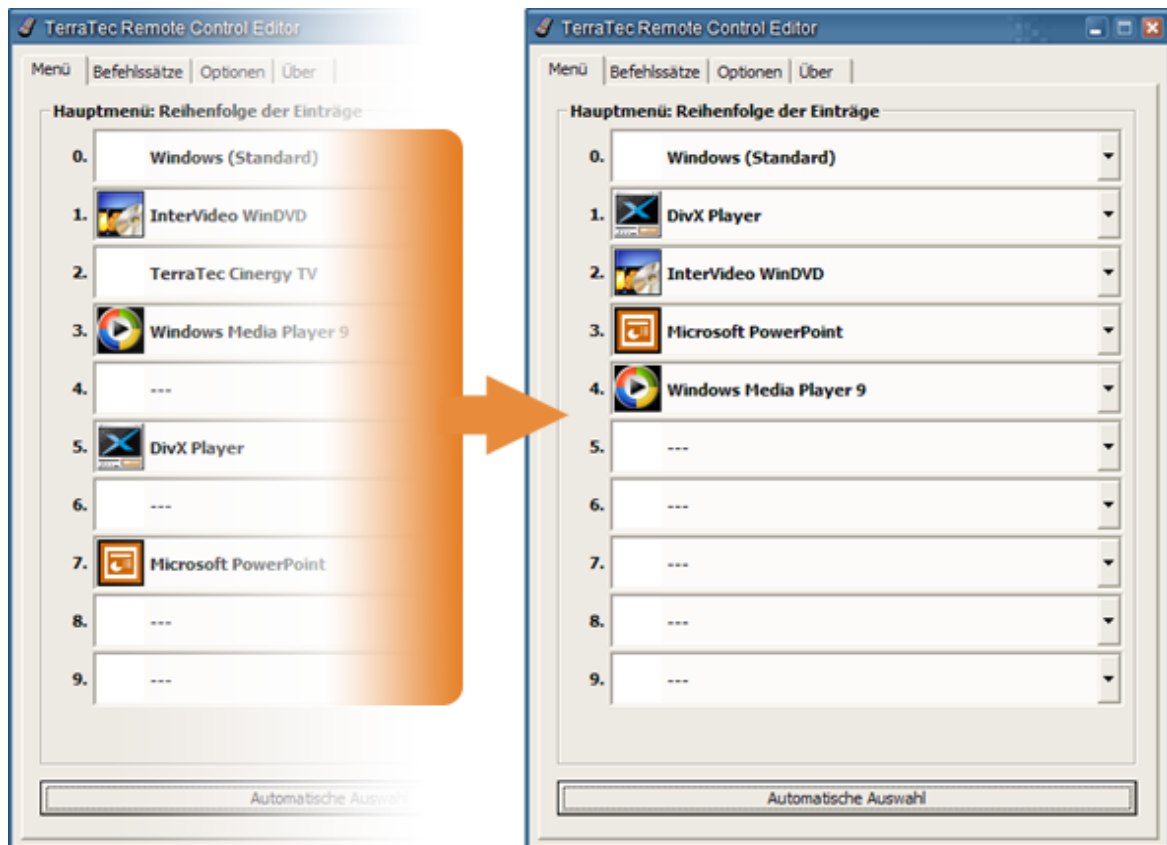 TerraTec Remote Control Editor
Menü Befehlssätze Optionen Über
Hauptmenü: Reihenfolge der Einträge
0. Windows (Standard)
1. InterVideo WinDVD
2. TerraTec Cinergy TV
3. Windows Media Player 9
4. ---
5. DivX Player
6. ---
7. Microsoft PowerPoint
8. ---
9. ---
Automatische Auswahl
TerraTec Remote Control Editor
Menü Befehlssätze Optionen Über
Hauptmenü: Reihenfolge der Einträge
0. Windows (Standard)
1. DivX Player
2. InterVideo WinDVD
3. Microsoft PowerPoint
4. Windows Media Player 9
5. ---
6. ---
7. ---
8. ---
9. ---
Automatische Auswahl